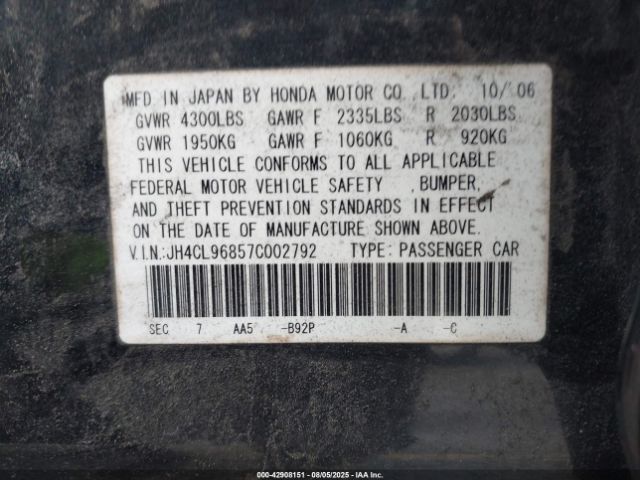 MFD IN JAPAN BY HONDA MOTOR CO ,LTD. 10/ 06
GVWR 4300LBS GAWR F 2335LBS R 2030LBS
GVWR 1950KG GAWR F 1060KG R 920KG
THIS VEHICLE CONFORMS TO ALL APPLICABLE
FEDERAL MOTOR VEHICLE SAFETY ,BUMPER,
AND THEFT PREVENTION STANDARDS IN EFFECT
ON THE DATE OF MANUFACTURE SHOWN ABOVE.
V.I.N.:JH4CL96857C002792 TYPE: PASSENGER CAR
SEC 7 AA5 -B92P -A -C
000-42908151 - 08/05/2025 - IAAI, Inc.